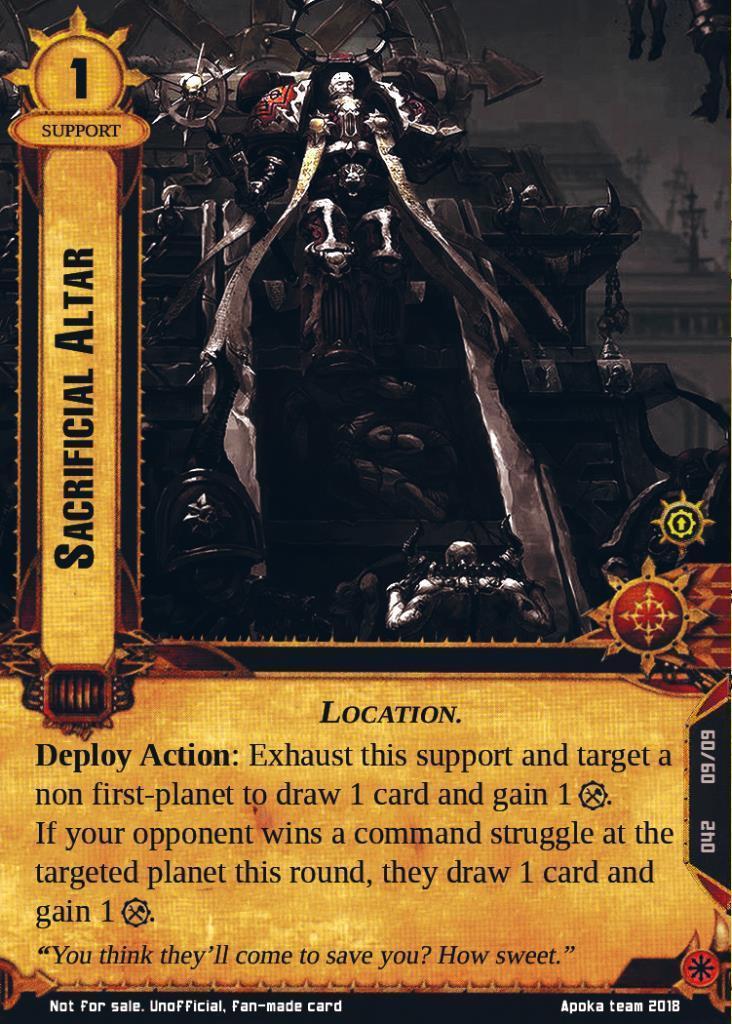 1
SUPPORT
SACRIFICIAL ALTAR
LOCATION.
Deploy Action: Exhaust this support and target a
non first-planet to draw 1 card and gain 1 .
If your opponent wins a command struggle at the
targeted planet this round, they draw 1 card and
gain 1 .
“You think they’ll come to save you? How sweet.”
09/60
240
Not for sale. Unofficial, Fan-made card
Apoka team 2018